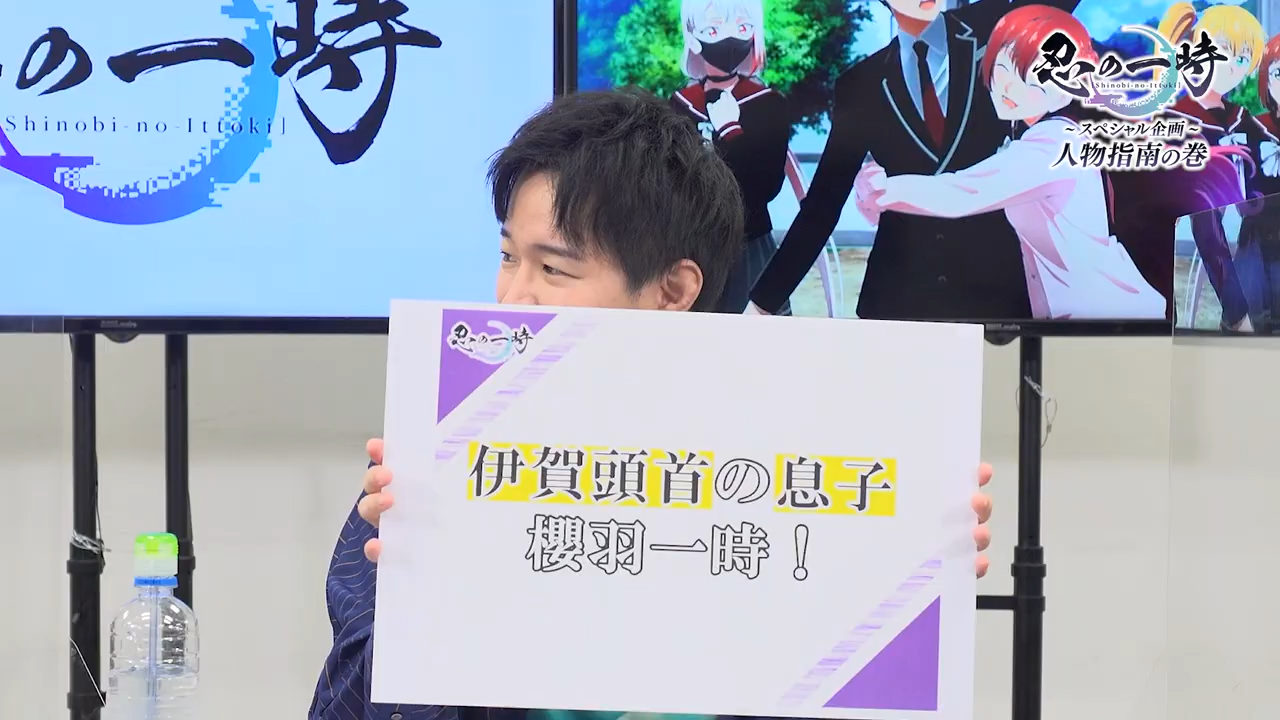 の一時
Shinobi-no-Ittoki]
忍の一時
[Shinobi-no-Ittoki]
～スペシャル企画～
人物指南の巻
忍の一時
伊賀頭首の息子
櫻羽一時！